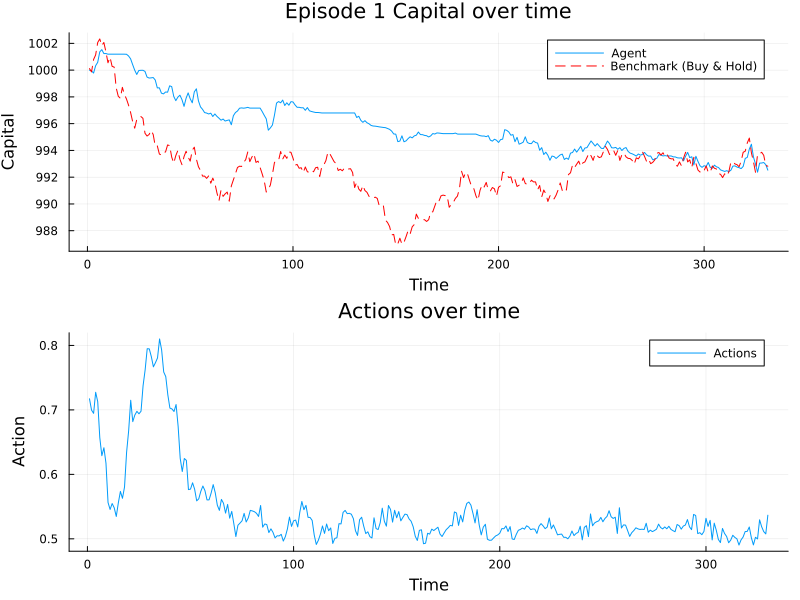 Episode 1 Capital over time
Capital
1002
1000
998
996
994
992
990
988
Agent
Benchmark (Buy & Hold)
0 100 200 300
Time
Actions over time
Action
0.8
0.7
0.6
0.5
Actions
0 100 200 300
Time